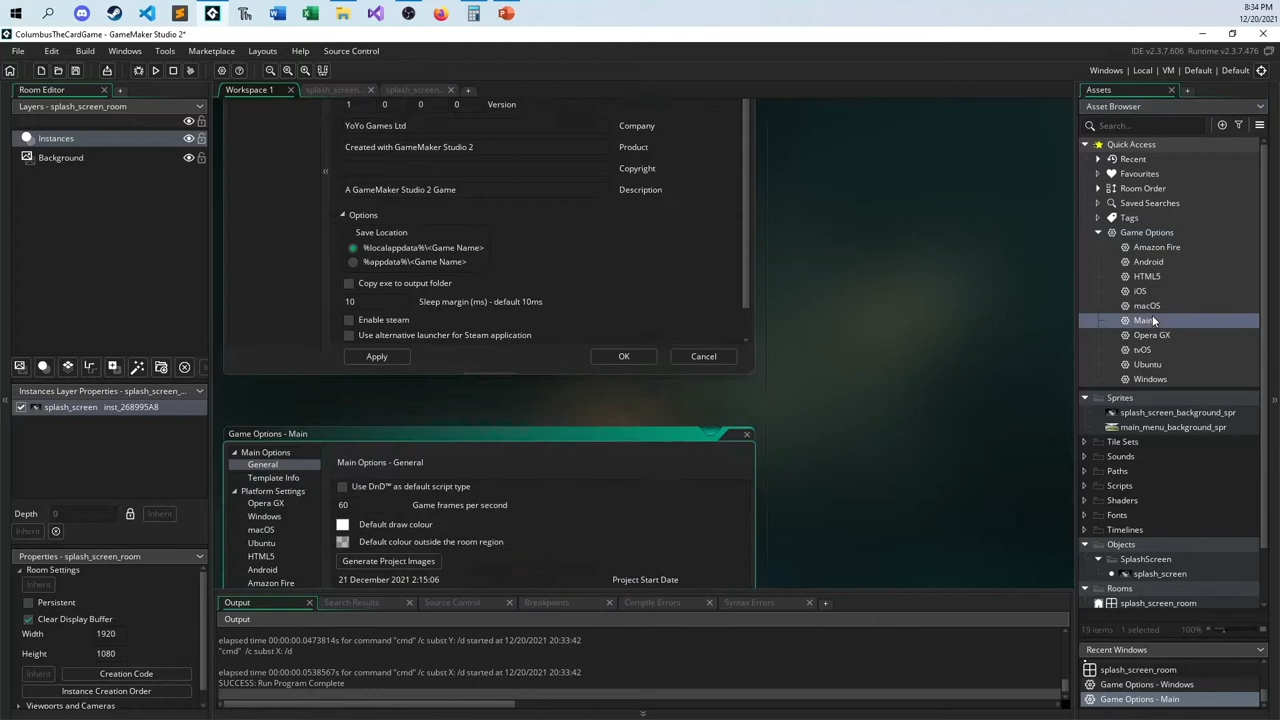 8:34 PM
12/20/2021
ColumbusTheCardGame - GameMaker Studio 2*
File Edit Build Windows Tools Marketplace Layouts Help Source Control
IDE v2.3.7.606 Runtime v2.3.7.476
Windows | Local | VM | Default | Default
Room Editor
Layers: splash_screen_room
Instances
Background
Instances Layer Properties - splash_screen_...
splash_screen inst_268995A8
Depth 0 Inherit
Inherit
Properties - splash_screen_room
Room Settings
Inherit
Persistent
Clear Display Buffer
Width 1920
Height 1080
Inherit Creation Code
Instance Creation Order
Viewports and Cameras
Workspace 1 splash_screen... splash_screen...
1 0 0 0 Version
YoYo Games Ltd Company
Created with GameMaker Studio 2 Product
Copyright
A GameMaker Studio 2 Game Description
Options
Save Location
%localappdata%\<Game Name>
%appdata%\<Game Name>
Copy exe to output folder
10 Sleep margin (ms) - default 10ms
Enable steam
Use alternative launcher for Steam application
Apply OK Cancel
Game Options - Main
Main Options
General
Template Info
Platform Settings
Opera GX
Windows
macOS
Ubuntu
HTML5
Android
Amazon Fire
Main Options - General
Use DnD™ as default script type
60 Game frames per second
Default draw colour
Default colour outside the room region
Generate Project Images
21 December 2021 2:15:06 Project Start Date
Output Search Results Source Control Breakpoints Compile Errors Syntax Errors
Output
elapsed time 00:00:00.0473814s for command "cmd" /c subst Y: /d started at 12/20/2021 20:33:42
"cmd" /c subst X: /d
elapsed time 00:00:00.0538567s for command "cmd" /c subst X: /d started at 12/20/2021 20:33:42
SUCCESS: Run Program Complete
Assets
Asset Browser
Search...
Quick Access
Recent
Favourites
Room Order
Saved Searches
Tags
Game Options
Amazon Fire
Android
HTML5
iOS
macOS
Main
Opera GX
tvOS
Ubuntu
Windows
Sprites
splash_screen_background_spr
main_menu_background_spr
Tile Sets
Sounds
Paths
Scripts
Shaders
Fonts
Timelines
Objects
SplashScreen
splash_screen
Rooms
splash_screen_room
19 items 1 selected 100%
Recent Windows
splash_screen_room
Game Options - Windows
Game Options - Main